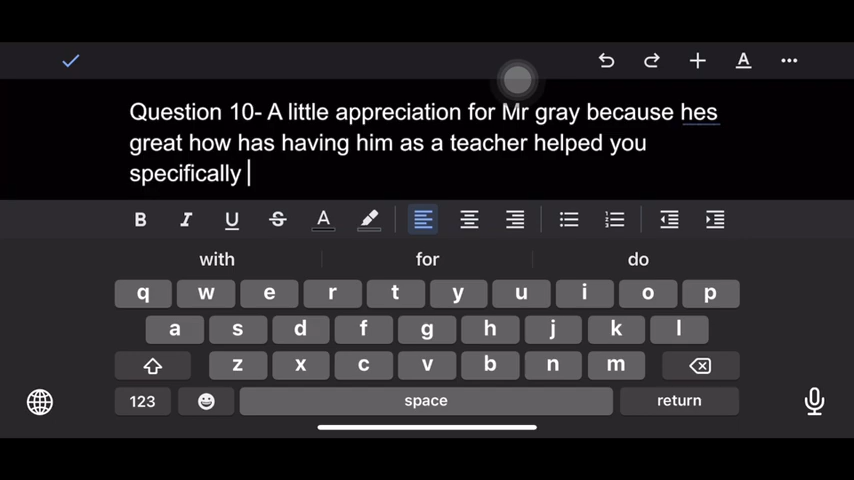 Question 10- A little appreciation for Mr gray because hes
great how has having him as a teacher helped you
specifically
B I U S A
with for do
q w e r t y u i o p
a s d f g h j k l
z x c v b n m
123 space return